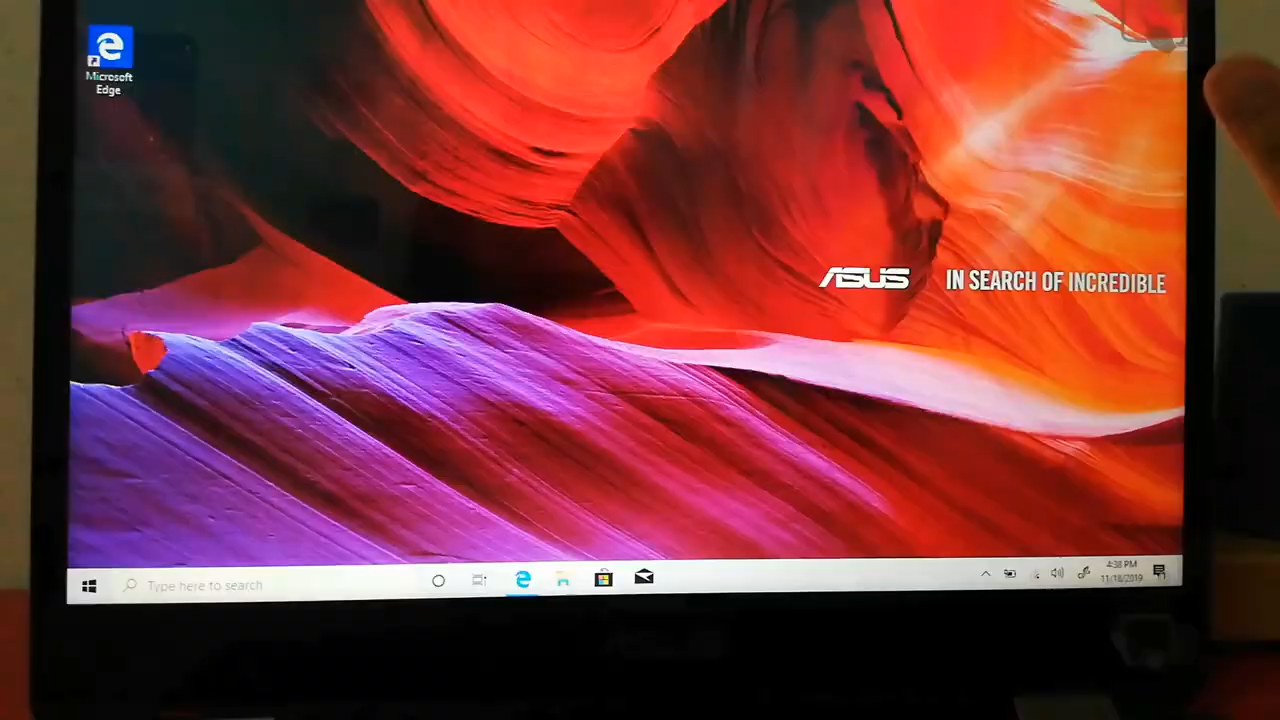 Microsoft
Edge
ASUS IN SEARCH OF INCREDIBLE
Type here to search
4:38 PM
11/18/2019